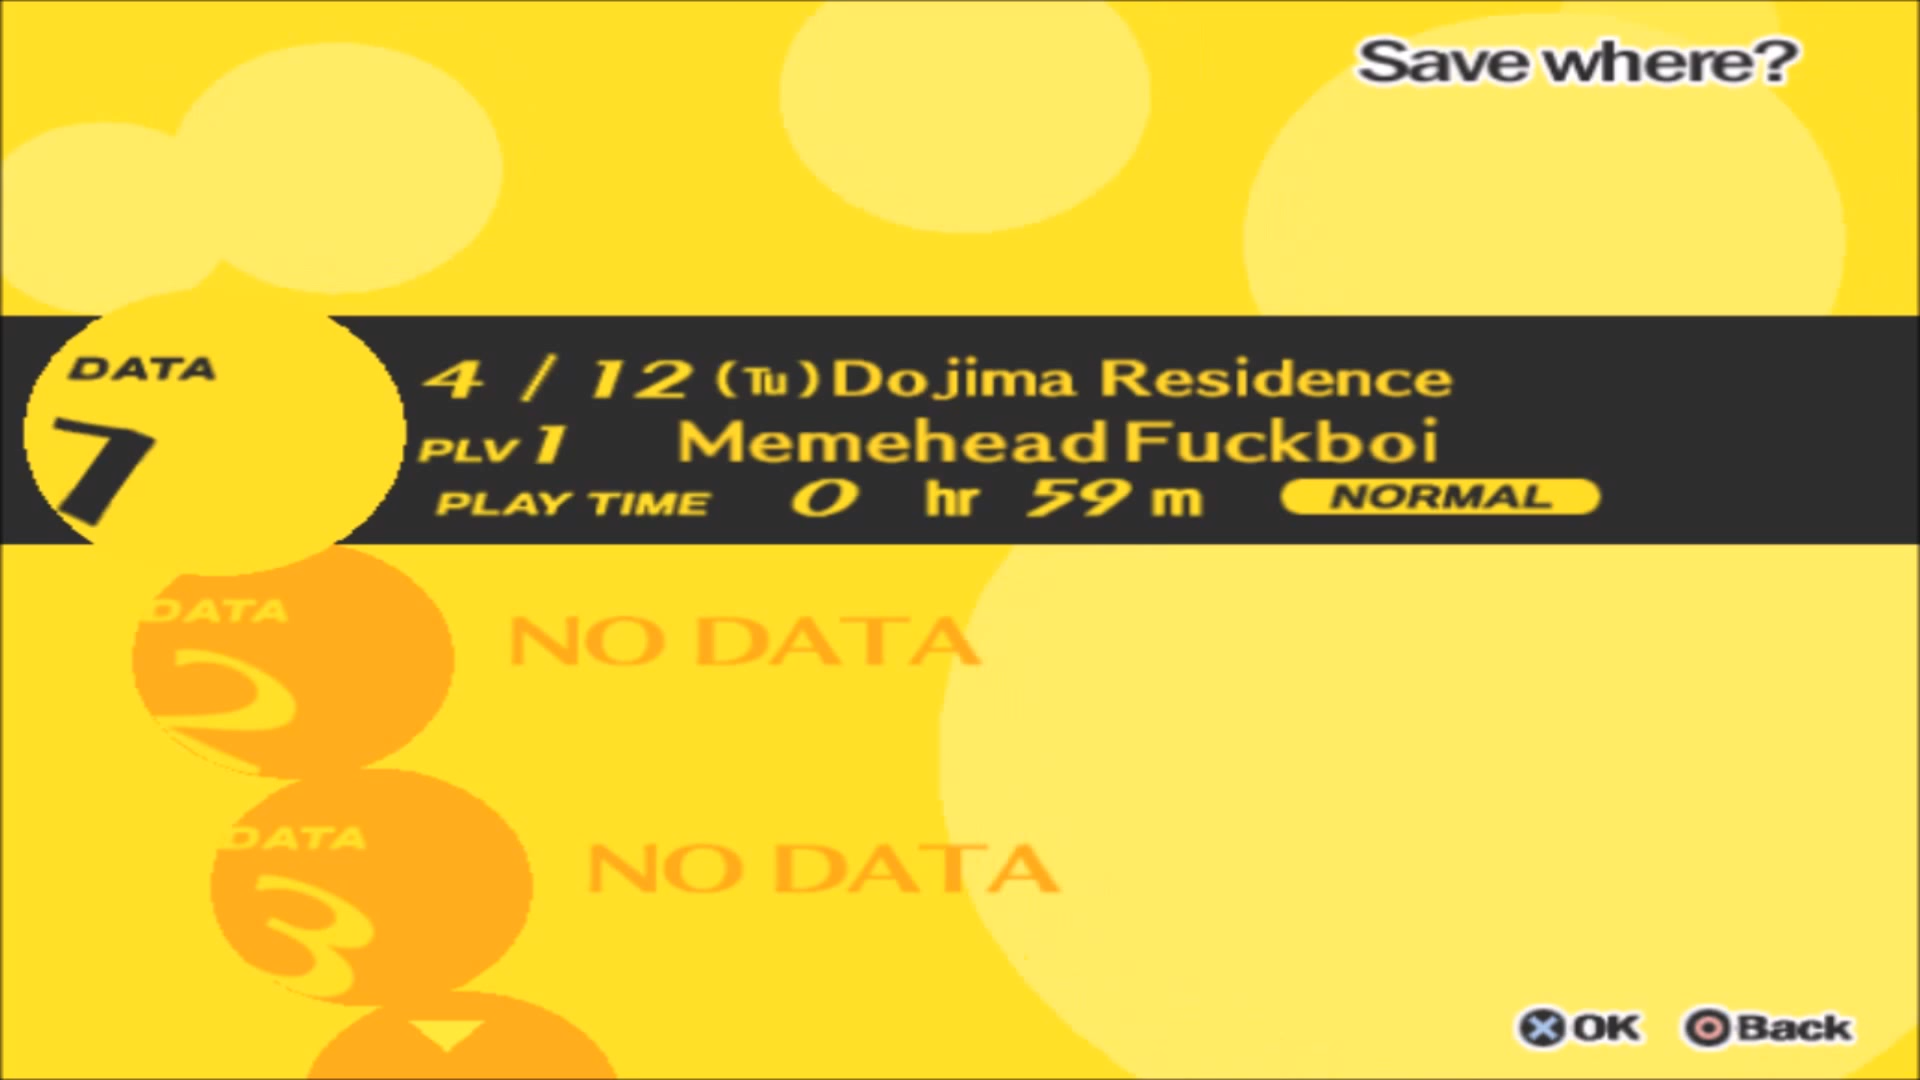 Save where?
DATA
1
4 / 12 (Tu) Dojima Residence
PLV 1 Memehead Fuckboi
PLAY TIME 0 hr 59 m NORMAL
DATA
2
NO DATA
DATA
3
NO DATA
OK Back